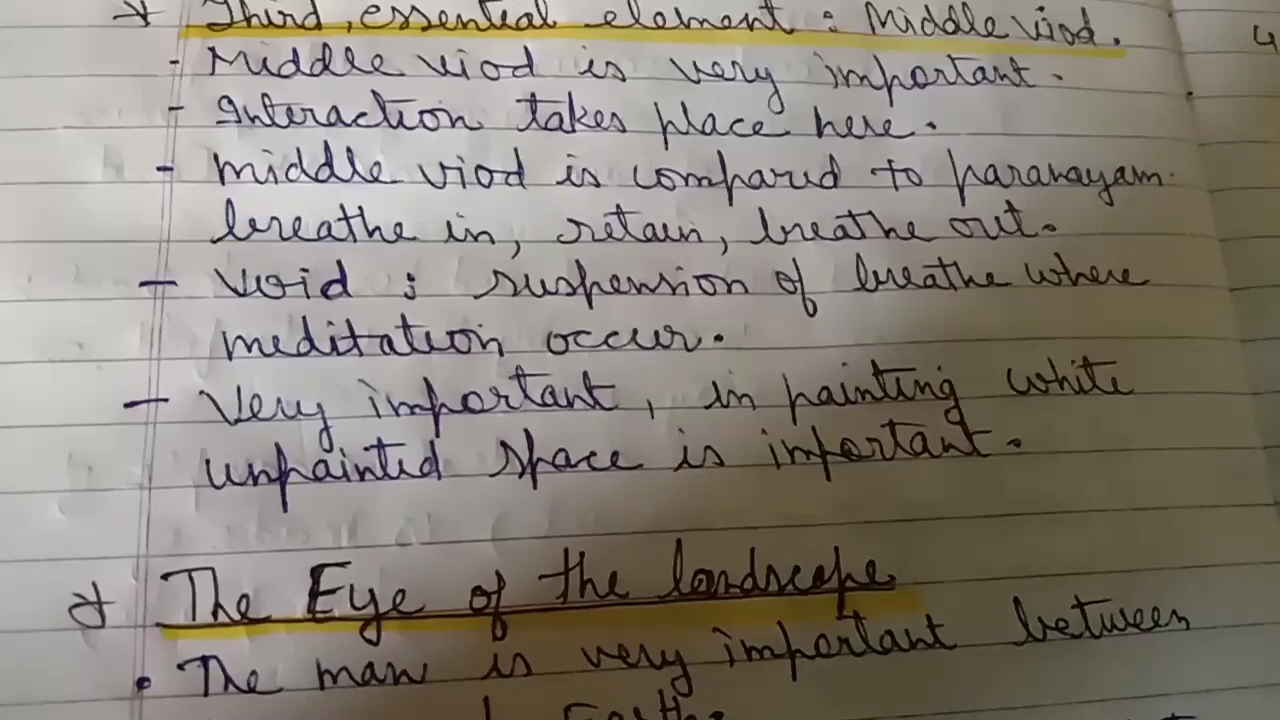 * Third, essential element : Middle viod.
4
- Middle viod is very important.
- Interaction takes place here.
- middle viod is compared to paranayam.
breathe in, retain, breathe out.
- Void : suspension of breathe where
meditation occur.
- Very important, in painting white
unpainted space is important.
* The Eye of the landscape
• The man is very important between
Earth.